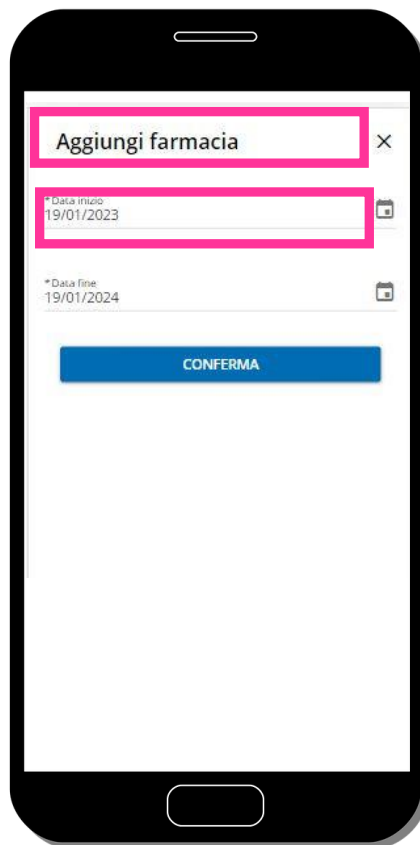 Aggiungi farmacia
*Data inizio
19/01/2023
*Data fine
19/01/2024
CONFERMA